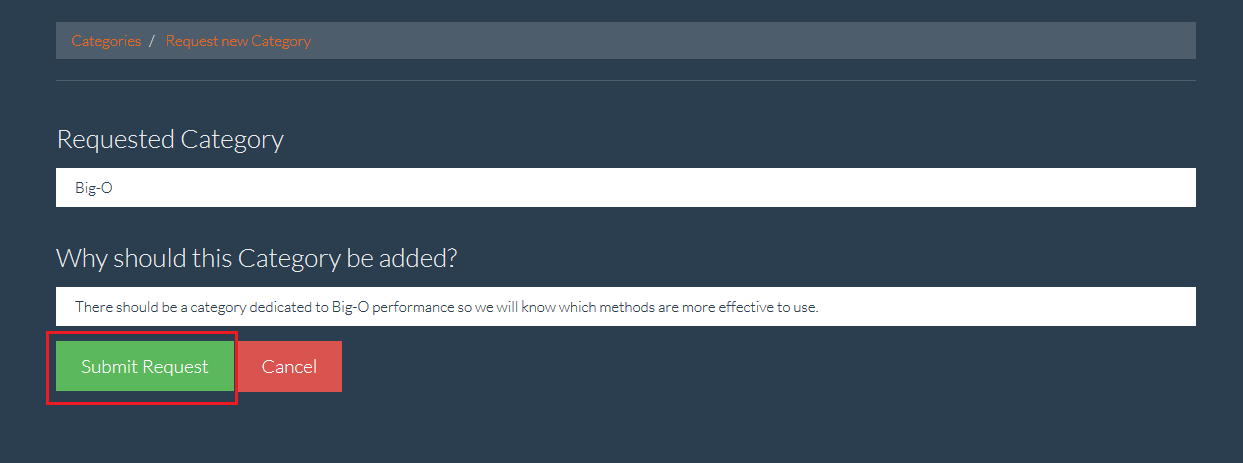 Categories / Request new Category
Requested Category
Big-O
Why should this Category be added?
There should be a category dedicated to Big-O performance so we will know which methods are more effective to use.
Submit Request Cancel